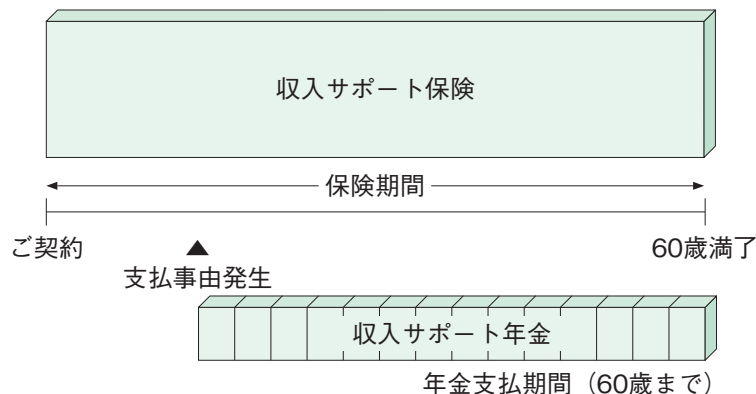 収入サポート保険
保険期間
ご契約
60歳満了
▲
支払事由発生
収入サポート年金
年金支払期間（60歳まで）